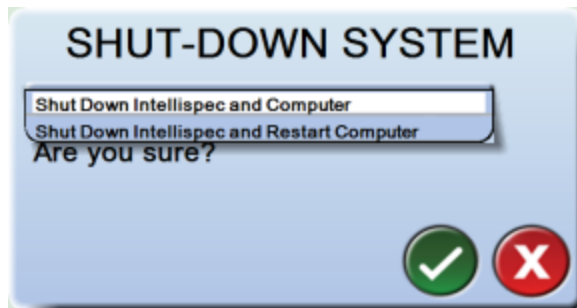 SHUT-DOWN SYSTEM
Shut Down Intellispec and Computer
Shut Down Intellispec and Restart Computer
Are you sure?